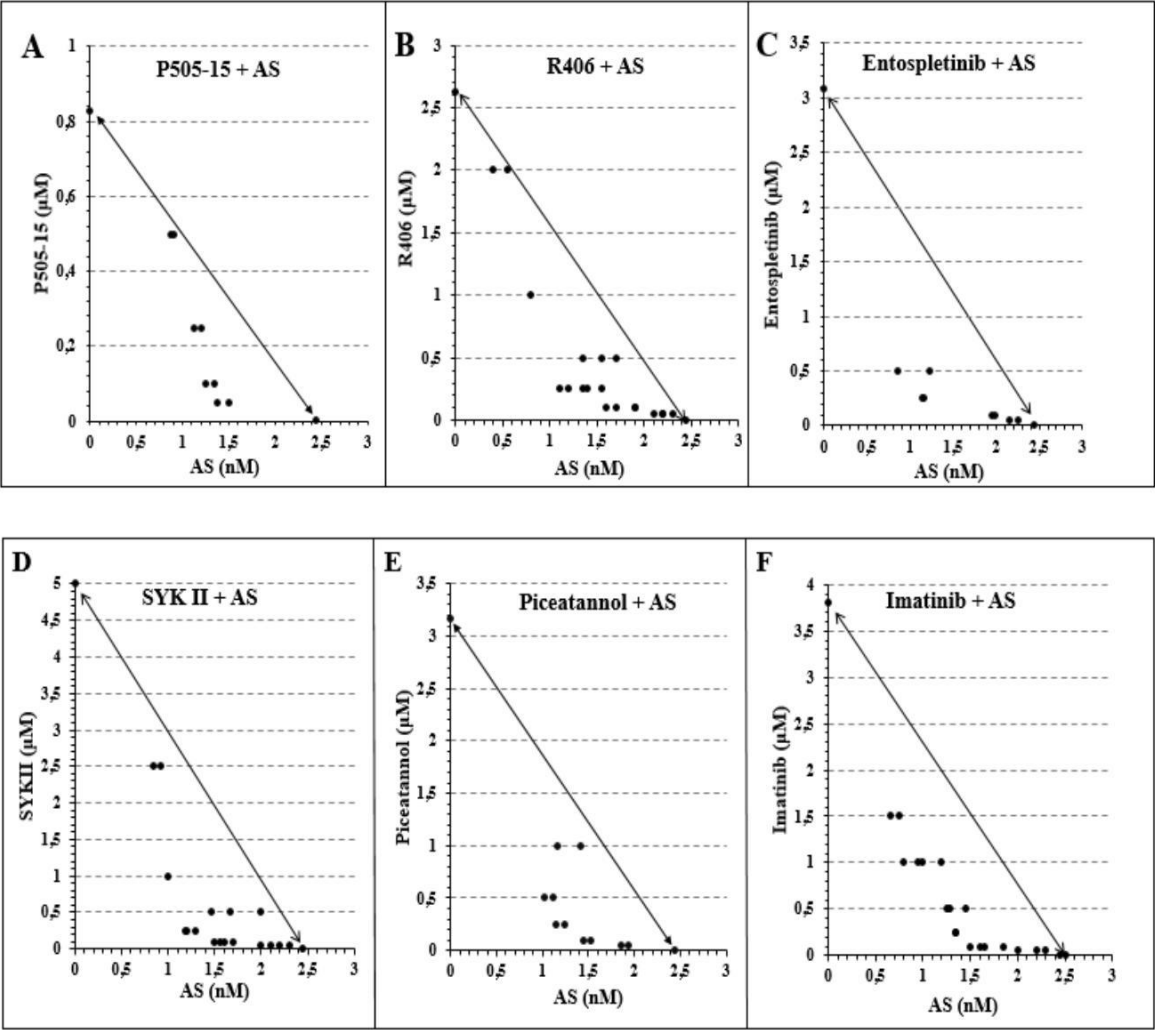 A
P505-15 + AS
P505-15 (µM)
1
0,8
0,6
0,4
0,2
0
0 0,5 1 1,5 2 2,5 3
AS (nM)
B
R406 + AS
R406 (µM)
3
2,5
2
1,5
1
0,5
0
0 0,5 1 1,5 2 2,5 3
AS (nM)
C
Entospletinib + AS
Entospletinib (µM)
3,5
3
2,5
2
1,5
1
0,5
0
0 0,5 1 1,5 2 2,5 3
AS (nM)
D
SYK II + AS
SYKII (µM)
5
4,5
4
3,5
3
2,5
2
1,5
1
0,5
0
0 0,5 1 1,5 2 2,5 3
AS (nM)
E
Piceatannol + AS
Piceatannol (µM)
3,5
3
2,5
2
1,5
1
0,5
0
0 0,5 1 1,5 2 2,5 3
AS (nM)
F
Imatinib + AS
Imatinib (µM)
4
3,5
3
2,5
2
1,5
1
0,5
0
0 0,5 1 1,5 2 2,5 3
AS (nM)